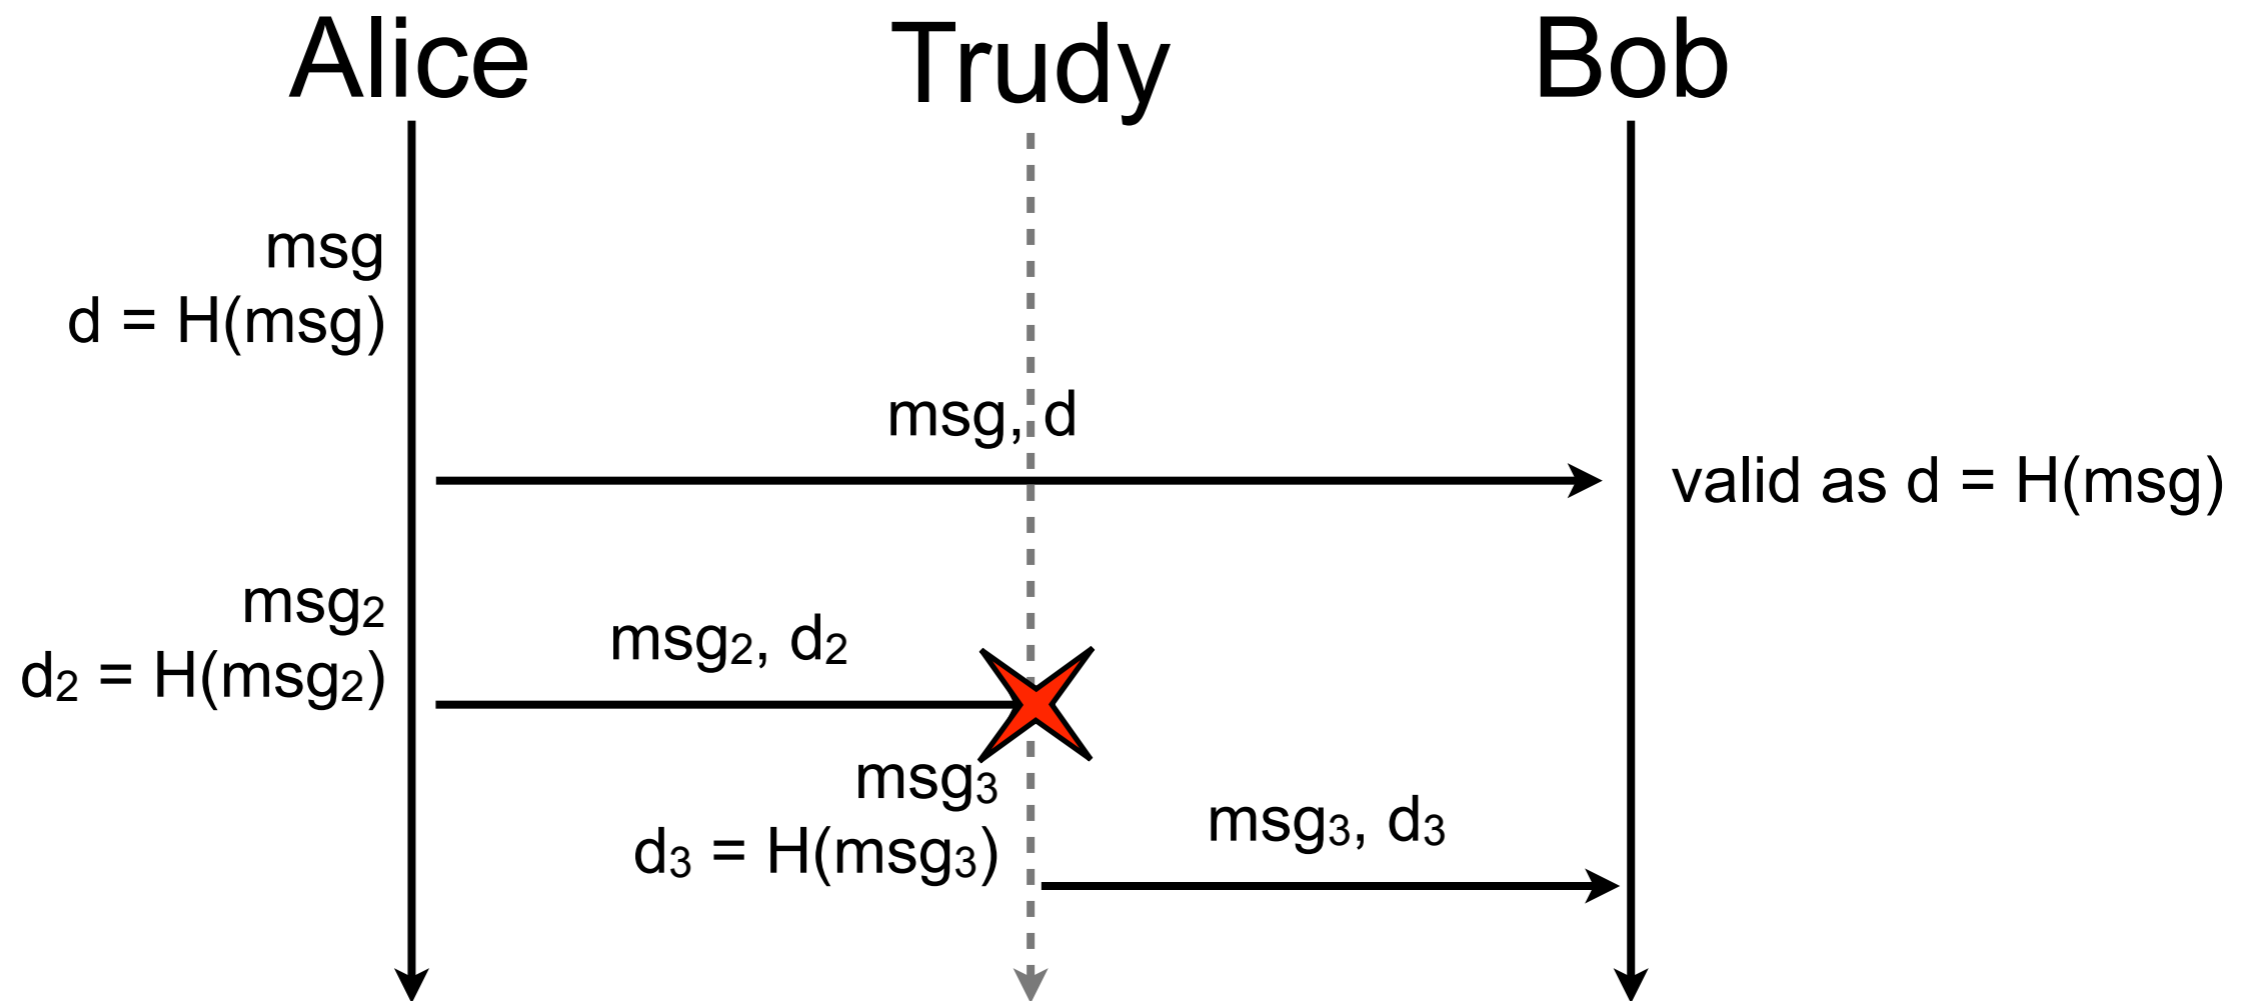 Alice
Trudy
Bob
msg
d = H(msg)
msg, d
valid as d = H(msg)
msg₂
d₂ = H(msg₂)
msg₂, d₂
msg₃
d₃ = H(msg₃)
msg₃, d₃